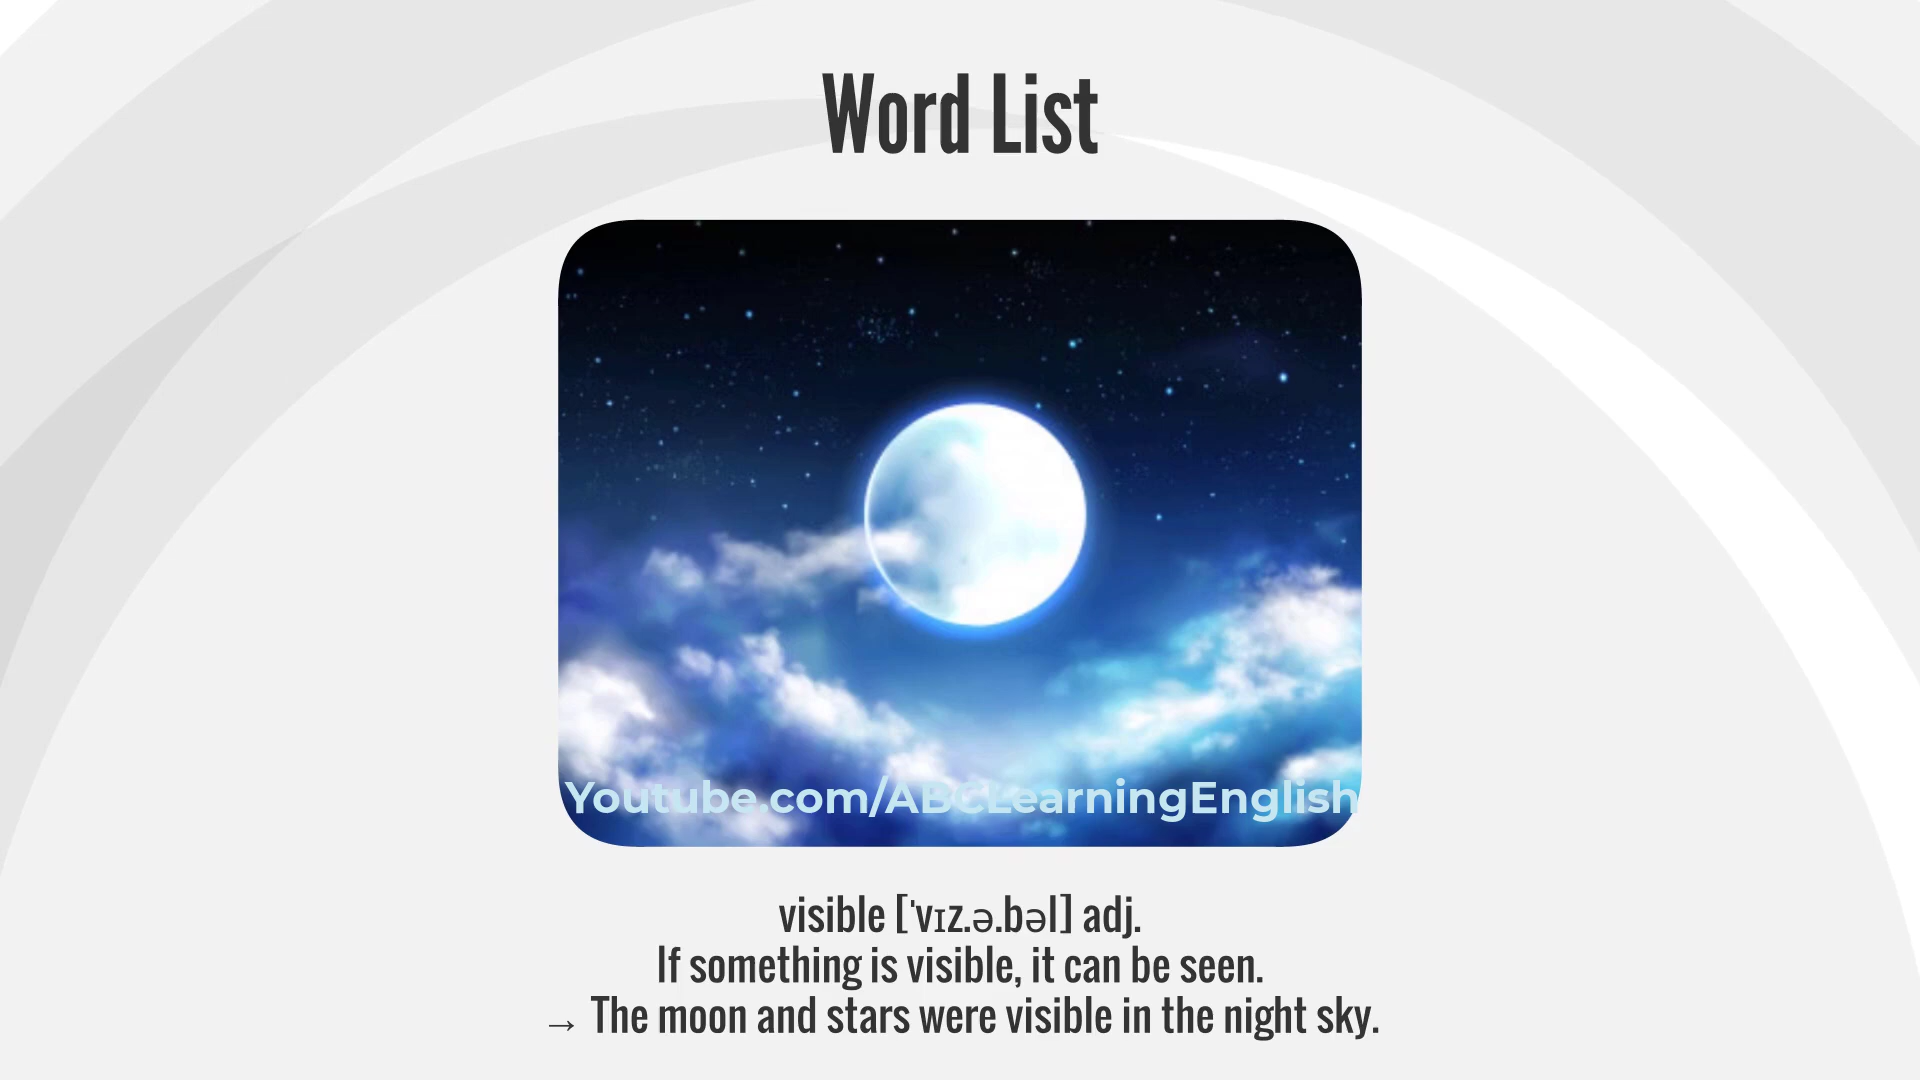 Word List
Youtube.com/ABCLearningEnglish
visible [ˈvɪz.ə.bəl] adj.
If something is visible, it can be seen.
→ The moon and stars were visible in the night sky.